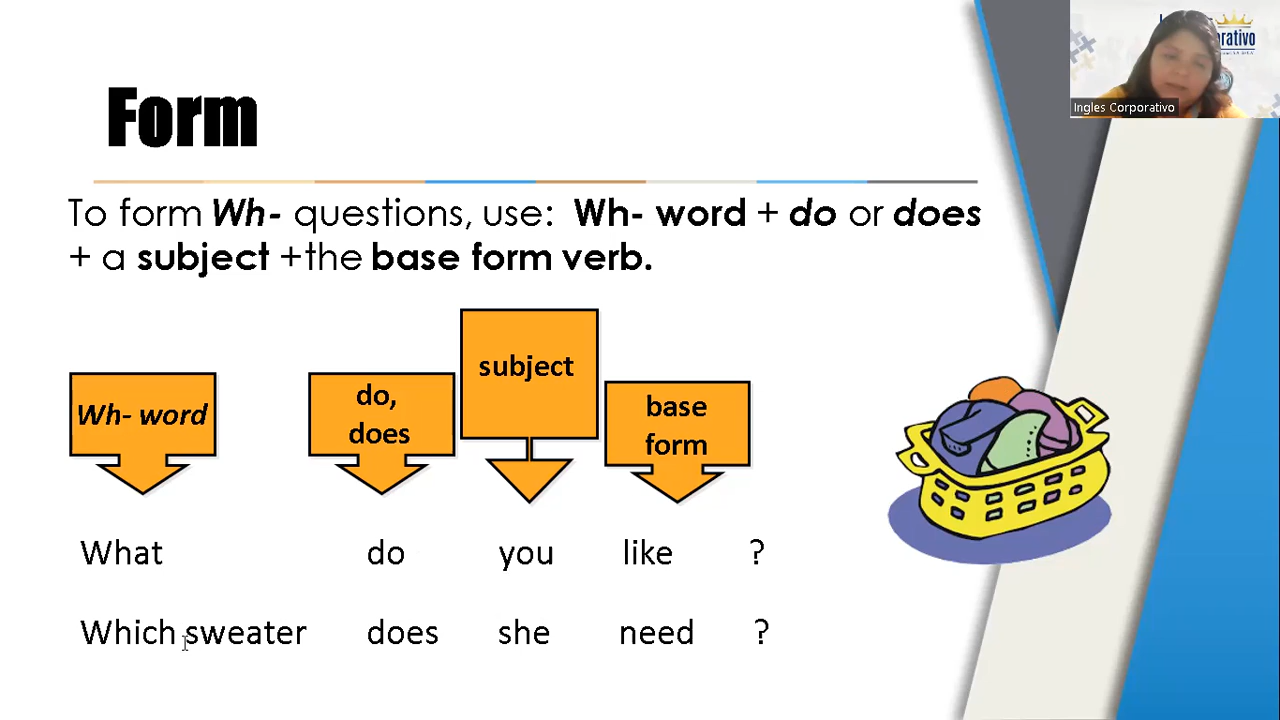 Form
To form Wh- questions, use: Wh- word + do or does
+ a subject +the base form verb.
Wh- word
do,
does
subject
base
form
What do you like ?
Which sweater does she need ?
Ingles Corporativo